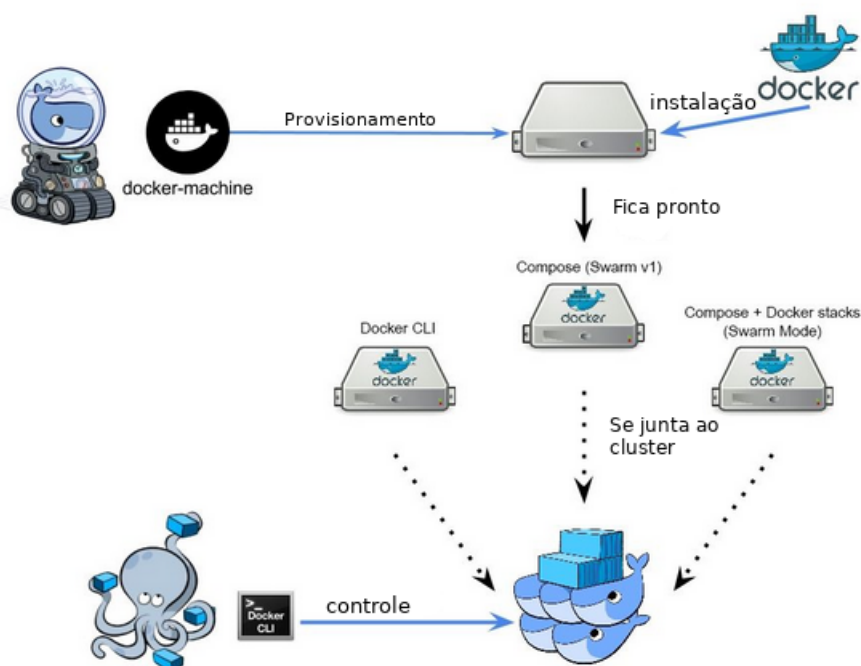 docker
instalação
Provisionamento
docker-machine
Fica pronto
Compose (Swarm v1)
docker
Compose + Docker stacks
(Swarm Mode)
Docker CLI
docker
docker
Se junta ao
cluster
>_
Docker
CLI
controle